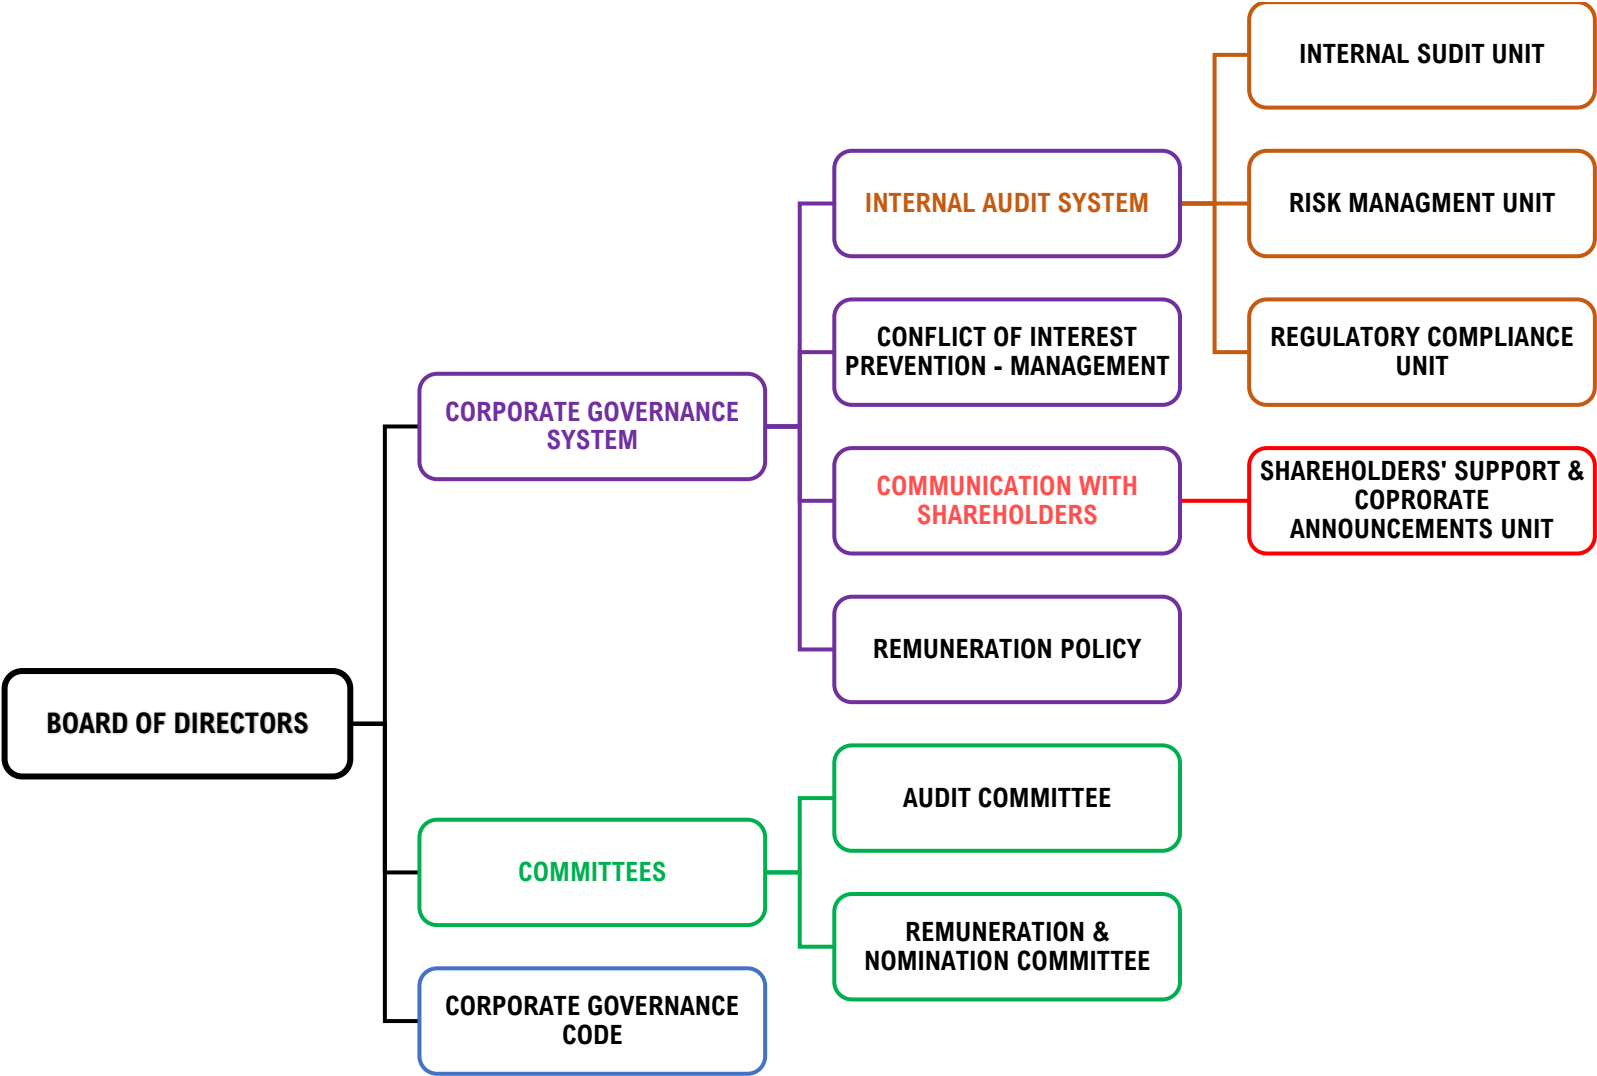 INTERNAL SUDIT UNIT
INTERNAL AUDIT SYSTEM
RISK MANAGMENT UNIT
CONFLICT OF INTEREST
PREVENTION - MANAGEMENT
REGULATORY COMPLIANCE
UNIT
CORPORATE GOVERNANCE
SYSTEM
COMMUNICATION WITH
SHAREHOLDERS
SHAREHOLDERS' SUPPORT &
COPRORATE
ANNOUNCEMENTS UNIT
REMUNERATION POLICY
BOARD OF DIRECTORS
AUDIT COMMITTEE
COMMITTEES
REMUNERATION &
NOMINATION COMMITTEE
CORPORATE GOVERNANCE
CODE